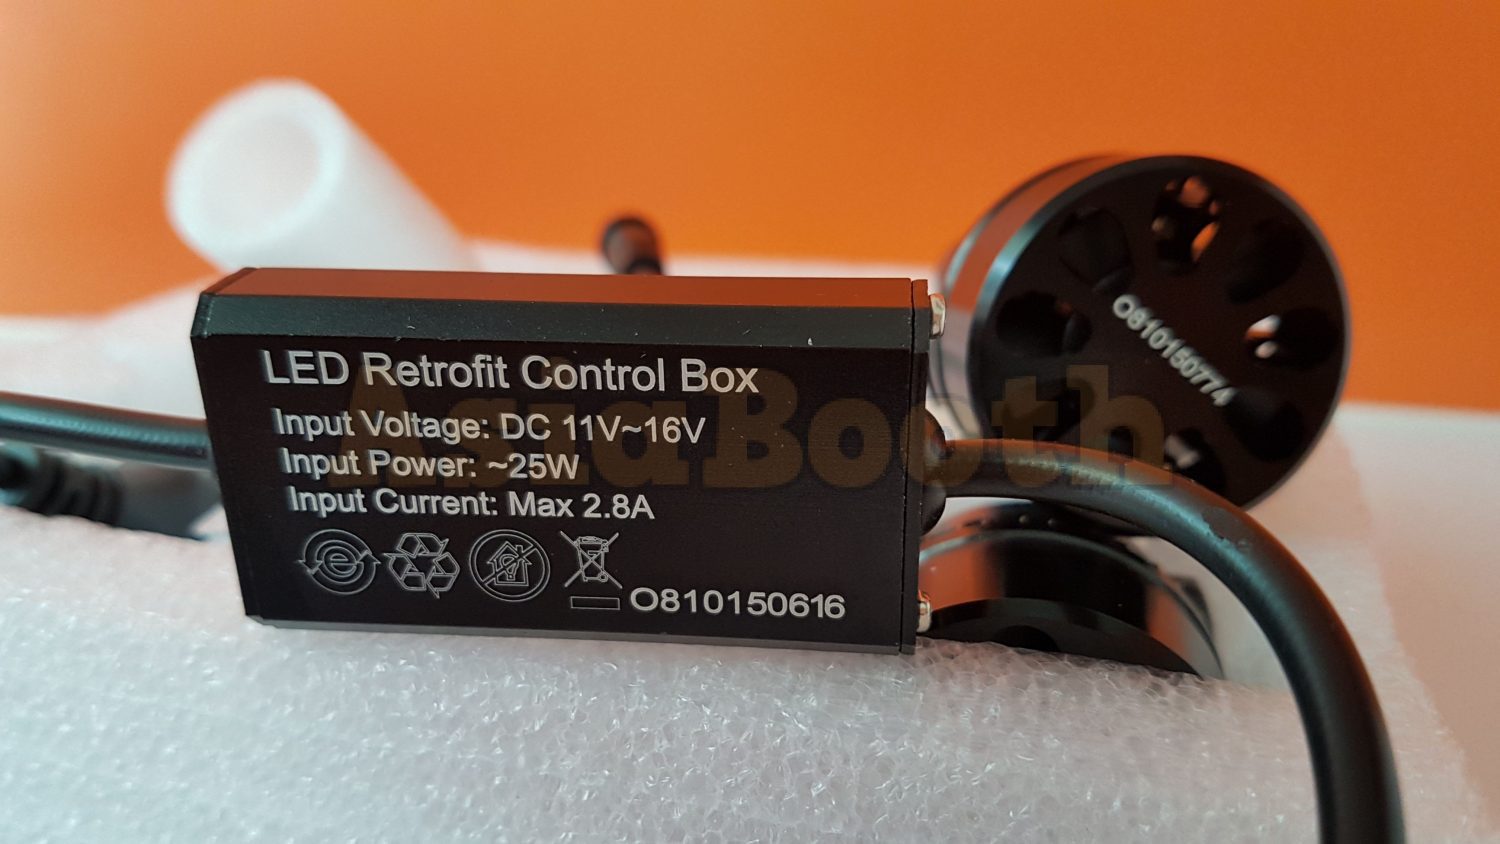 LED Retrofit Control Box
Input Voltage: DC 11V~16V
Input Power: ~25W
Input Current: Max 2.8A
O810150616
O810150774
AsiaBooth